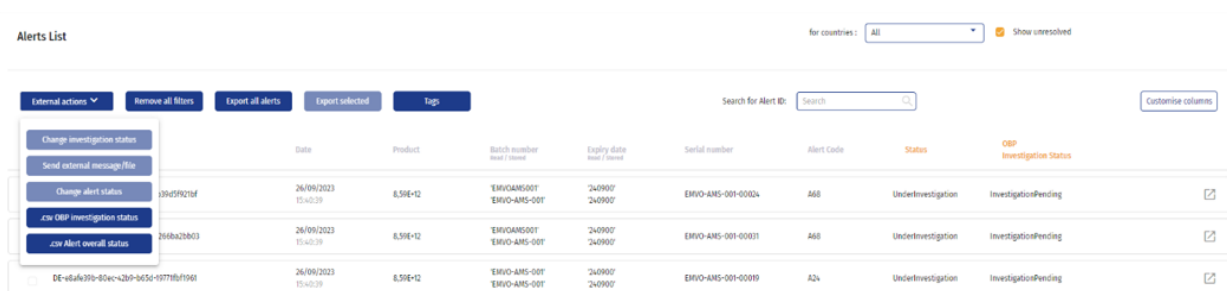 Alerts List
for countries : All
Show unresolved
External actions
Remove all filters
Export all alerts
Export selected
Tags
Search for Alert ID:
Search
Customise columns
Change investigation status
Send external message/file
Change alert status
.csv OBP investigation status
.csv Alert overall status
Date
Product
Batch number
Read / Stored
Expiry date
Read / Stored
Serial number
Alert Code
Status
OBP
Investigation Status
b39d5f921bf
26/09/2023
15:40:39
8,59E+12
'EMVOAMS001'
'EMVO-AMS-001'
'240900'
'240900'
EMVO-AMS-001-00024
A68
UnderInvestigation
InvestigationPending
266ba2bb03
26/09/2023
15:40:39
8,59E+12
'EMVOAMS001'
'EMVO-AMS-001'
'240900'
'240900'
EMVO-AMS-001-00031
A68
UnderInvestigation
InvestigationPending
DE-e8afe39b-80ec-42b9-b65d-19771fbf1961
26/09/2023
15:40:39
8,59E+12
'EMVO-AMS-001'
'EMVO-AMS-001'
'240900'
'240900'
EMVO-AMS-001-00019
A24
UnderInvestigation
InvestigationPending